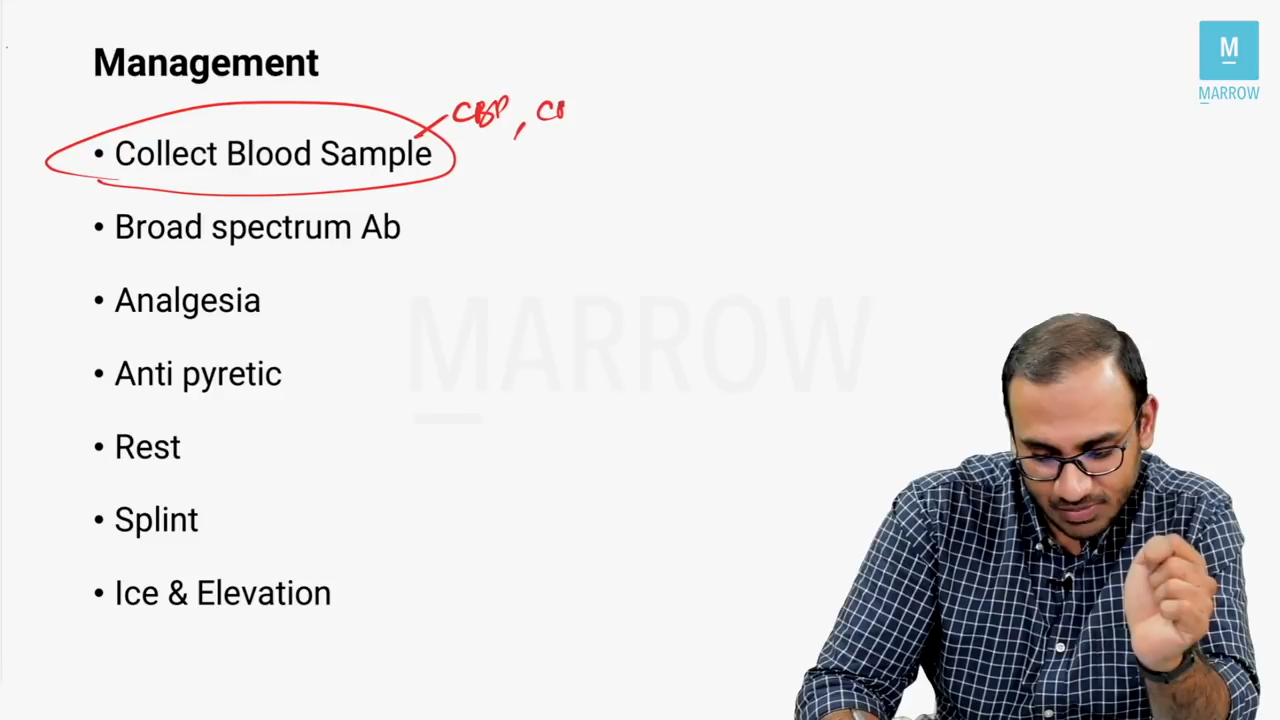 Management
M
MARROW
CBP, C
• Collect Blood Sample
• Broad spectrum Ab
• Analgesia
MARROW
• Anti pyretic
• Rest
• Splint
• Ice & Elevation